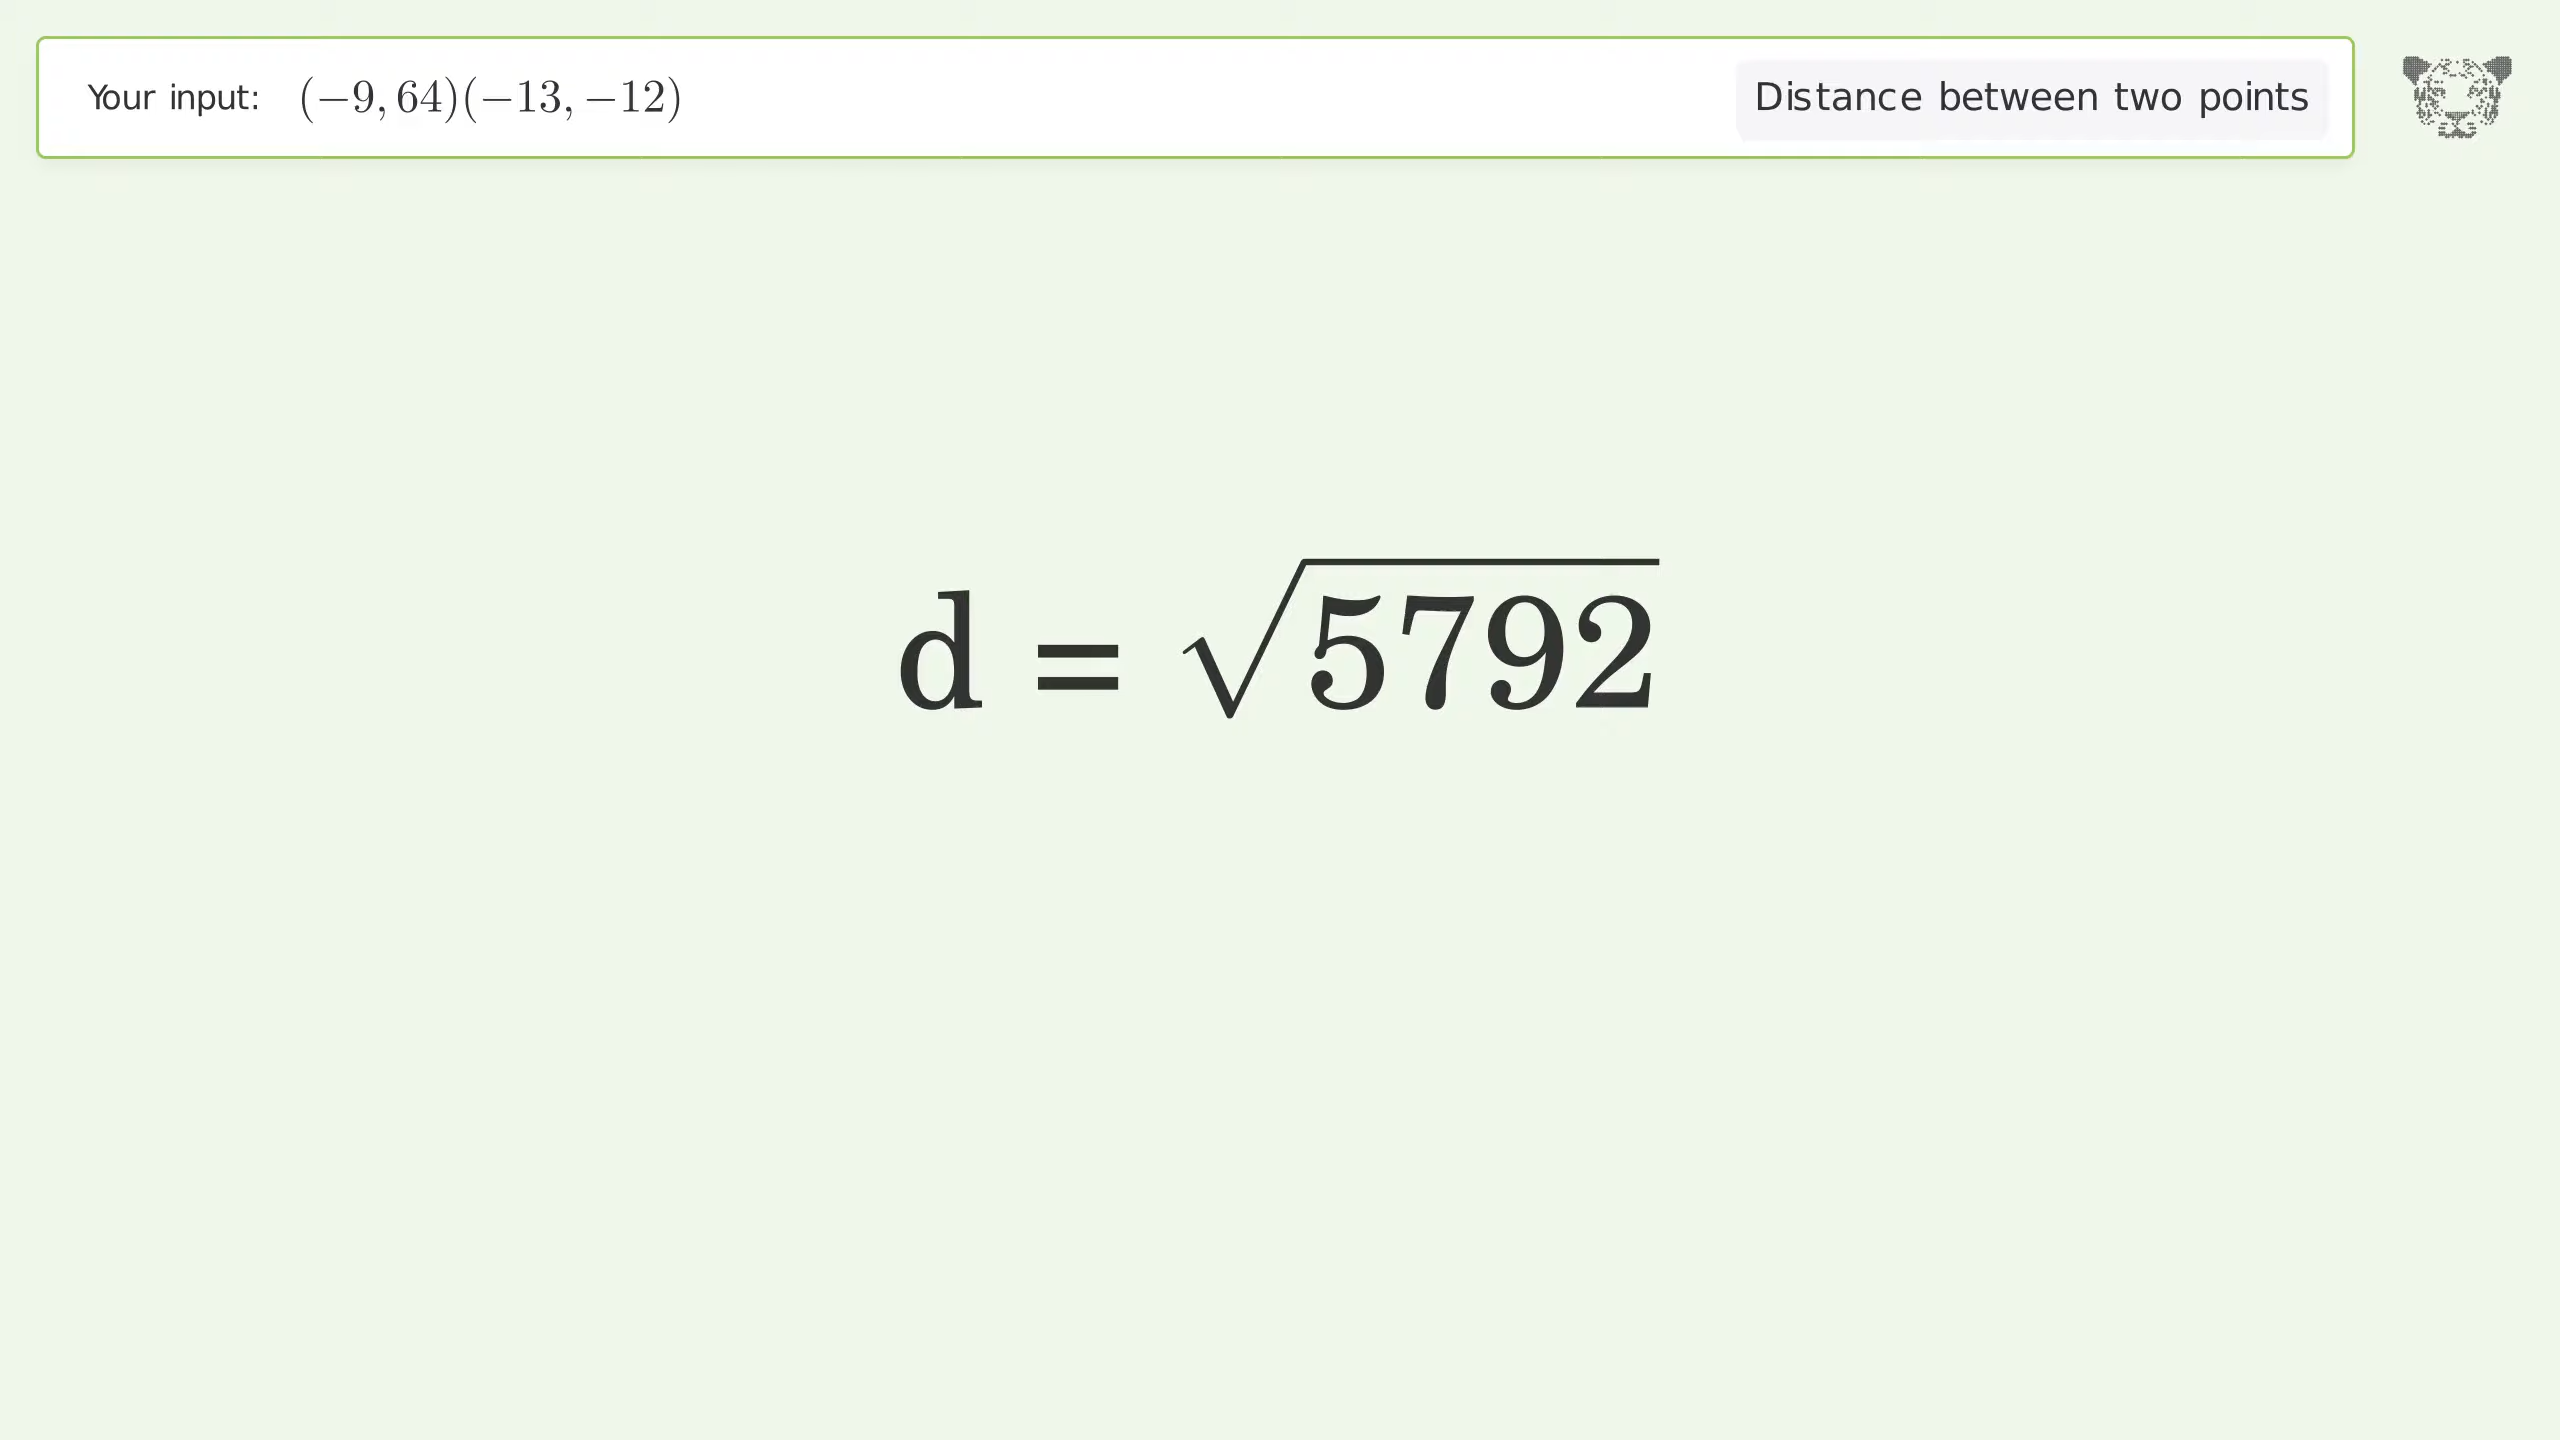 Your input: (−9, 64)(−13, −12) Distance between two points
d = √5792